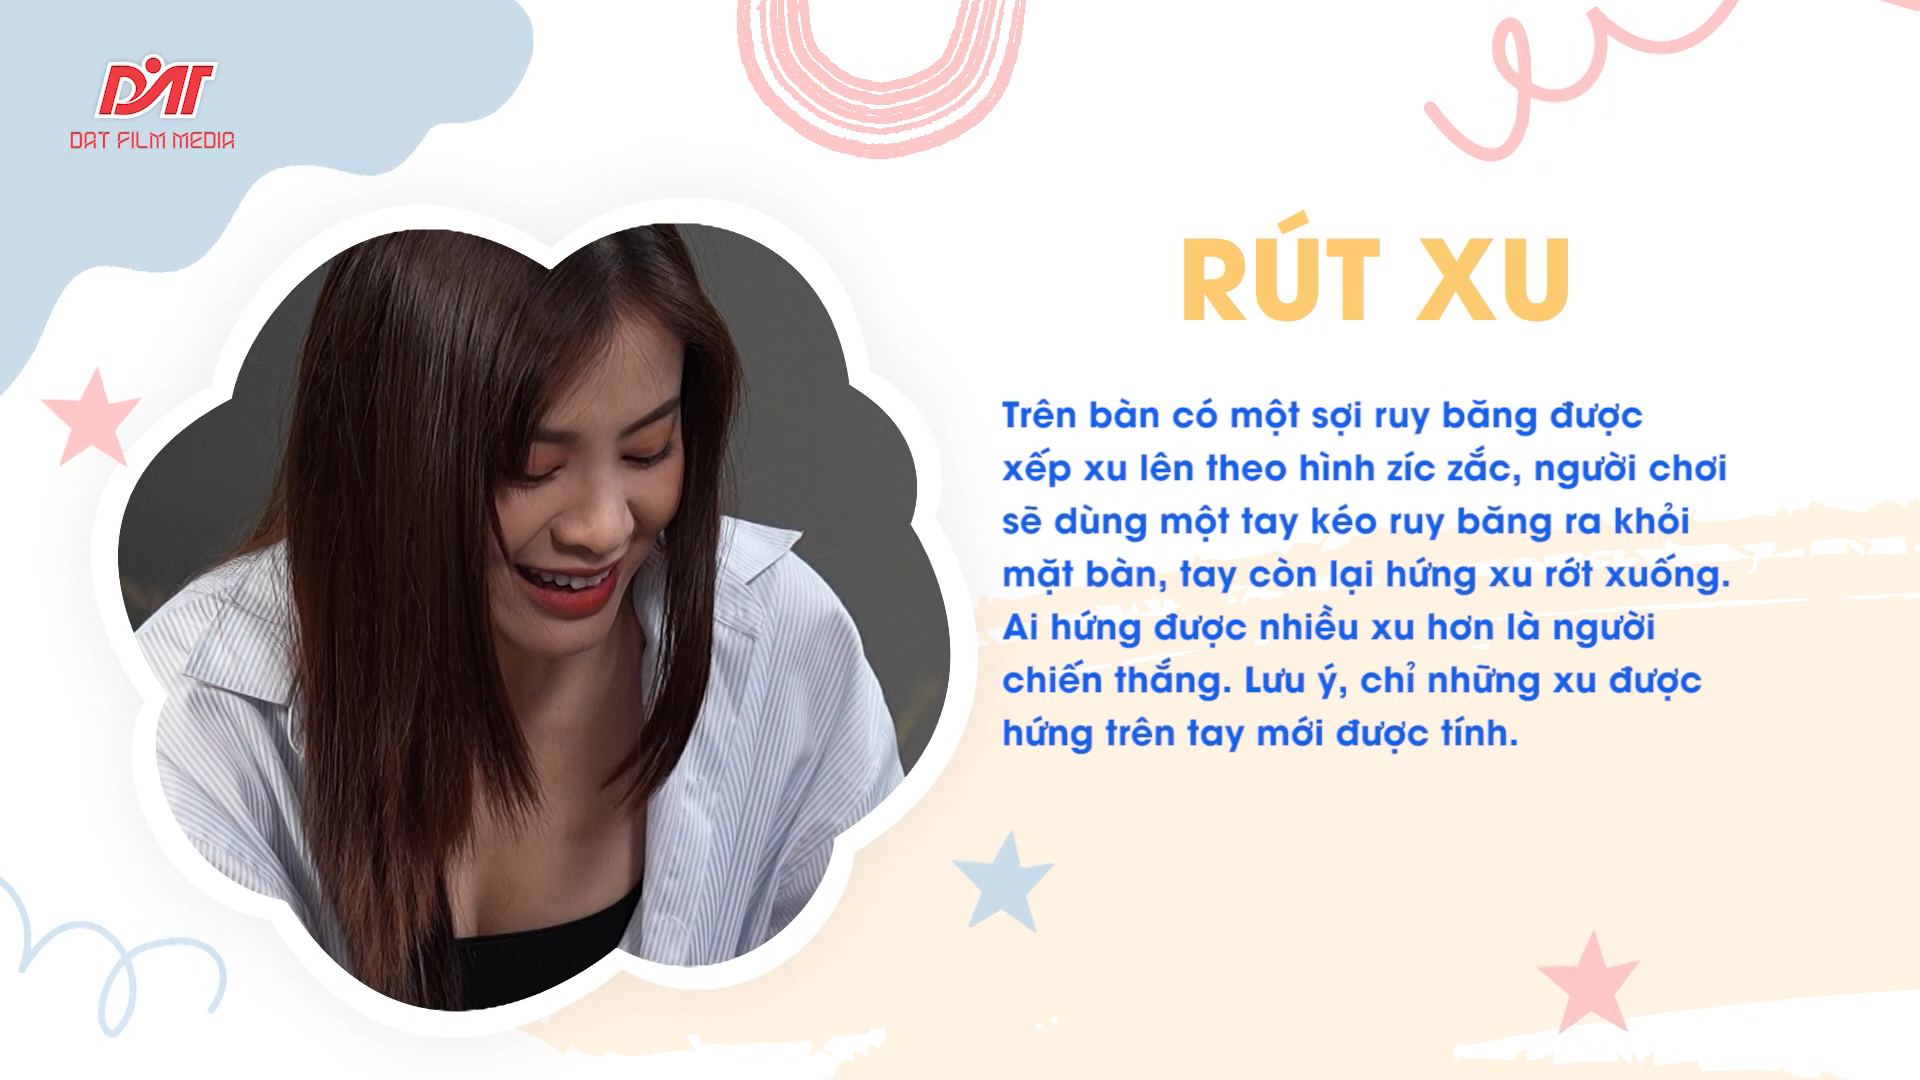 DAT
DAT FILM MEDIA
RÚT XU
Trên bàn có một sợi ruy băng được
xếp xu lên theo hình zíc zắc, người chơi
sẽ dùng một tay kéo ruy băng ra khỏi
mặt bàn, tay còn lại hứng xu rớt xuống.
Ai hứng được nhiều xu hơn là người
chiến thắng. Lưu ý, chỉ những xu được
hứng trên tay mới được tính.